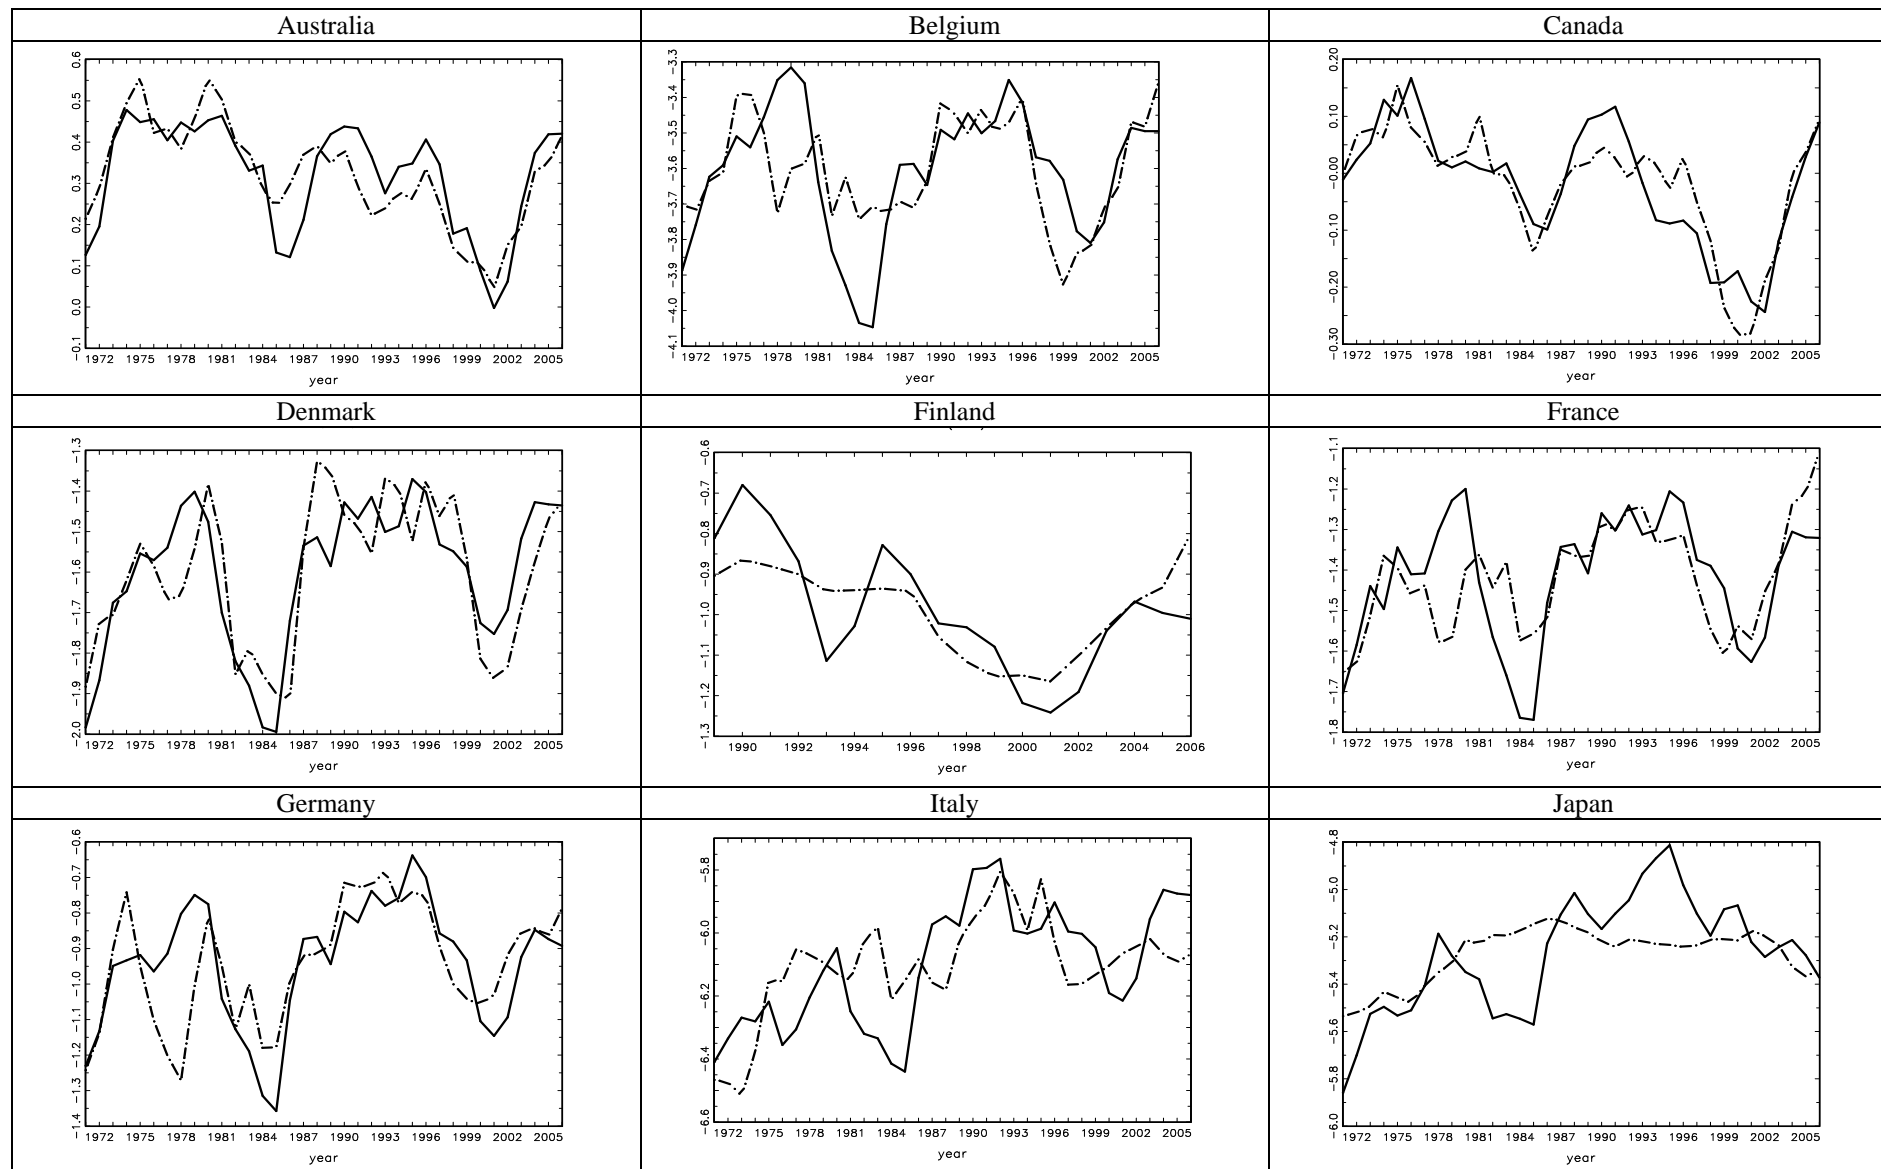 Australia Belgium Canada
0.6 0.5 0.4 0.3 0.2 0.1 0.0 −0.1
1972 1975 1978 1981 1984 1987 1990 1993 1996 1999 2002 2005
year
−3.3 −3.4 −3.5 −3.6 −3.7 −3.8 −3.9 −4.0 −4.1
1972 1975 1978 1981 1984 1987 1990 1993 1996 1999 2002 2005
year
0.20 0.10 −0.00 −0.10 −0.20 −0.30
1972 1975 1978 1981 1984 1987 1990 1993 1996 1999 2002 2005
year
Denmark Finland France
−1.3 −1.4 −1.5 −1.6 −1.7 −1.8 −1.9 −2.0
1972 1975 1978 1981 1984 1987 1990 1993 1996 1999 2002 2005
year
−0.6 −0.7 −0.8 −0.9 −1.0 −1.1 −1.2 −1.3
1990 1992 1994 1996 1998 2000 2002 2004 2006
year
−1.1 −1.2 −1.3 −1.4 −1.5 −1.6 −1.7 −1.8
1972 1975 1978 1981 1984 1987 1990 1993 1996 1999 2002 2005
year
Germany Italy Japan
−0.6 −0.7 −0.8 −0.9 −1.0 −1.1 −1.2 −1.3 −1.4
1972 1975 1978 1981 1984 1987 1990 1993 1996 1999 2002 2005
year
−5.8 −6.0 −6.2 −6.4 −6.6
1972 1975 1978 1981 1984 1987 1990 1993 1996 1999 2002 2005
year
−4.8 −5.0 −5.2 −5.4 −5.6 −5.8 −6.0
1972 1975 1978 1981 1984 1987 1990 1993 1996 1999 2002 2005
year